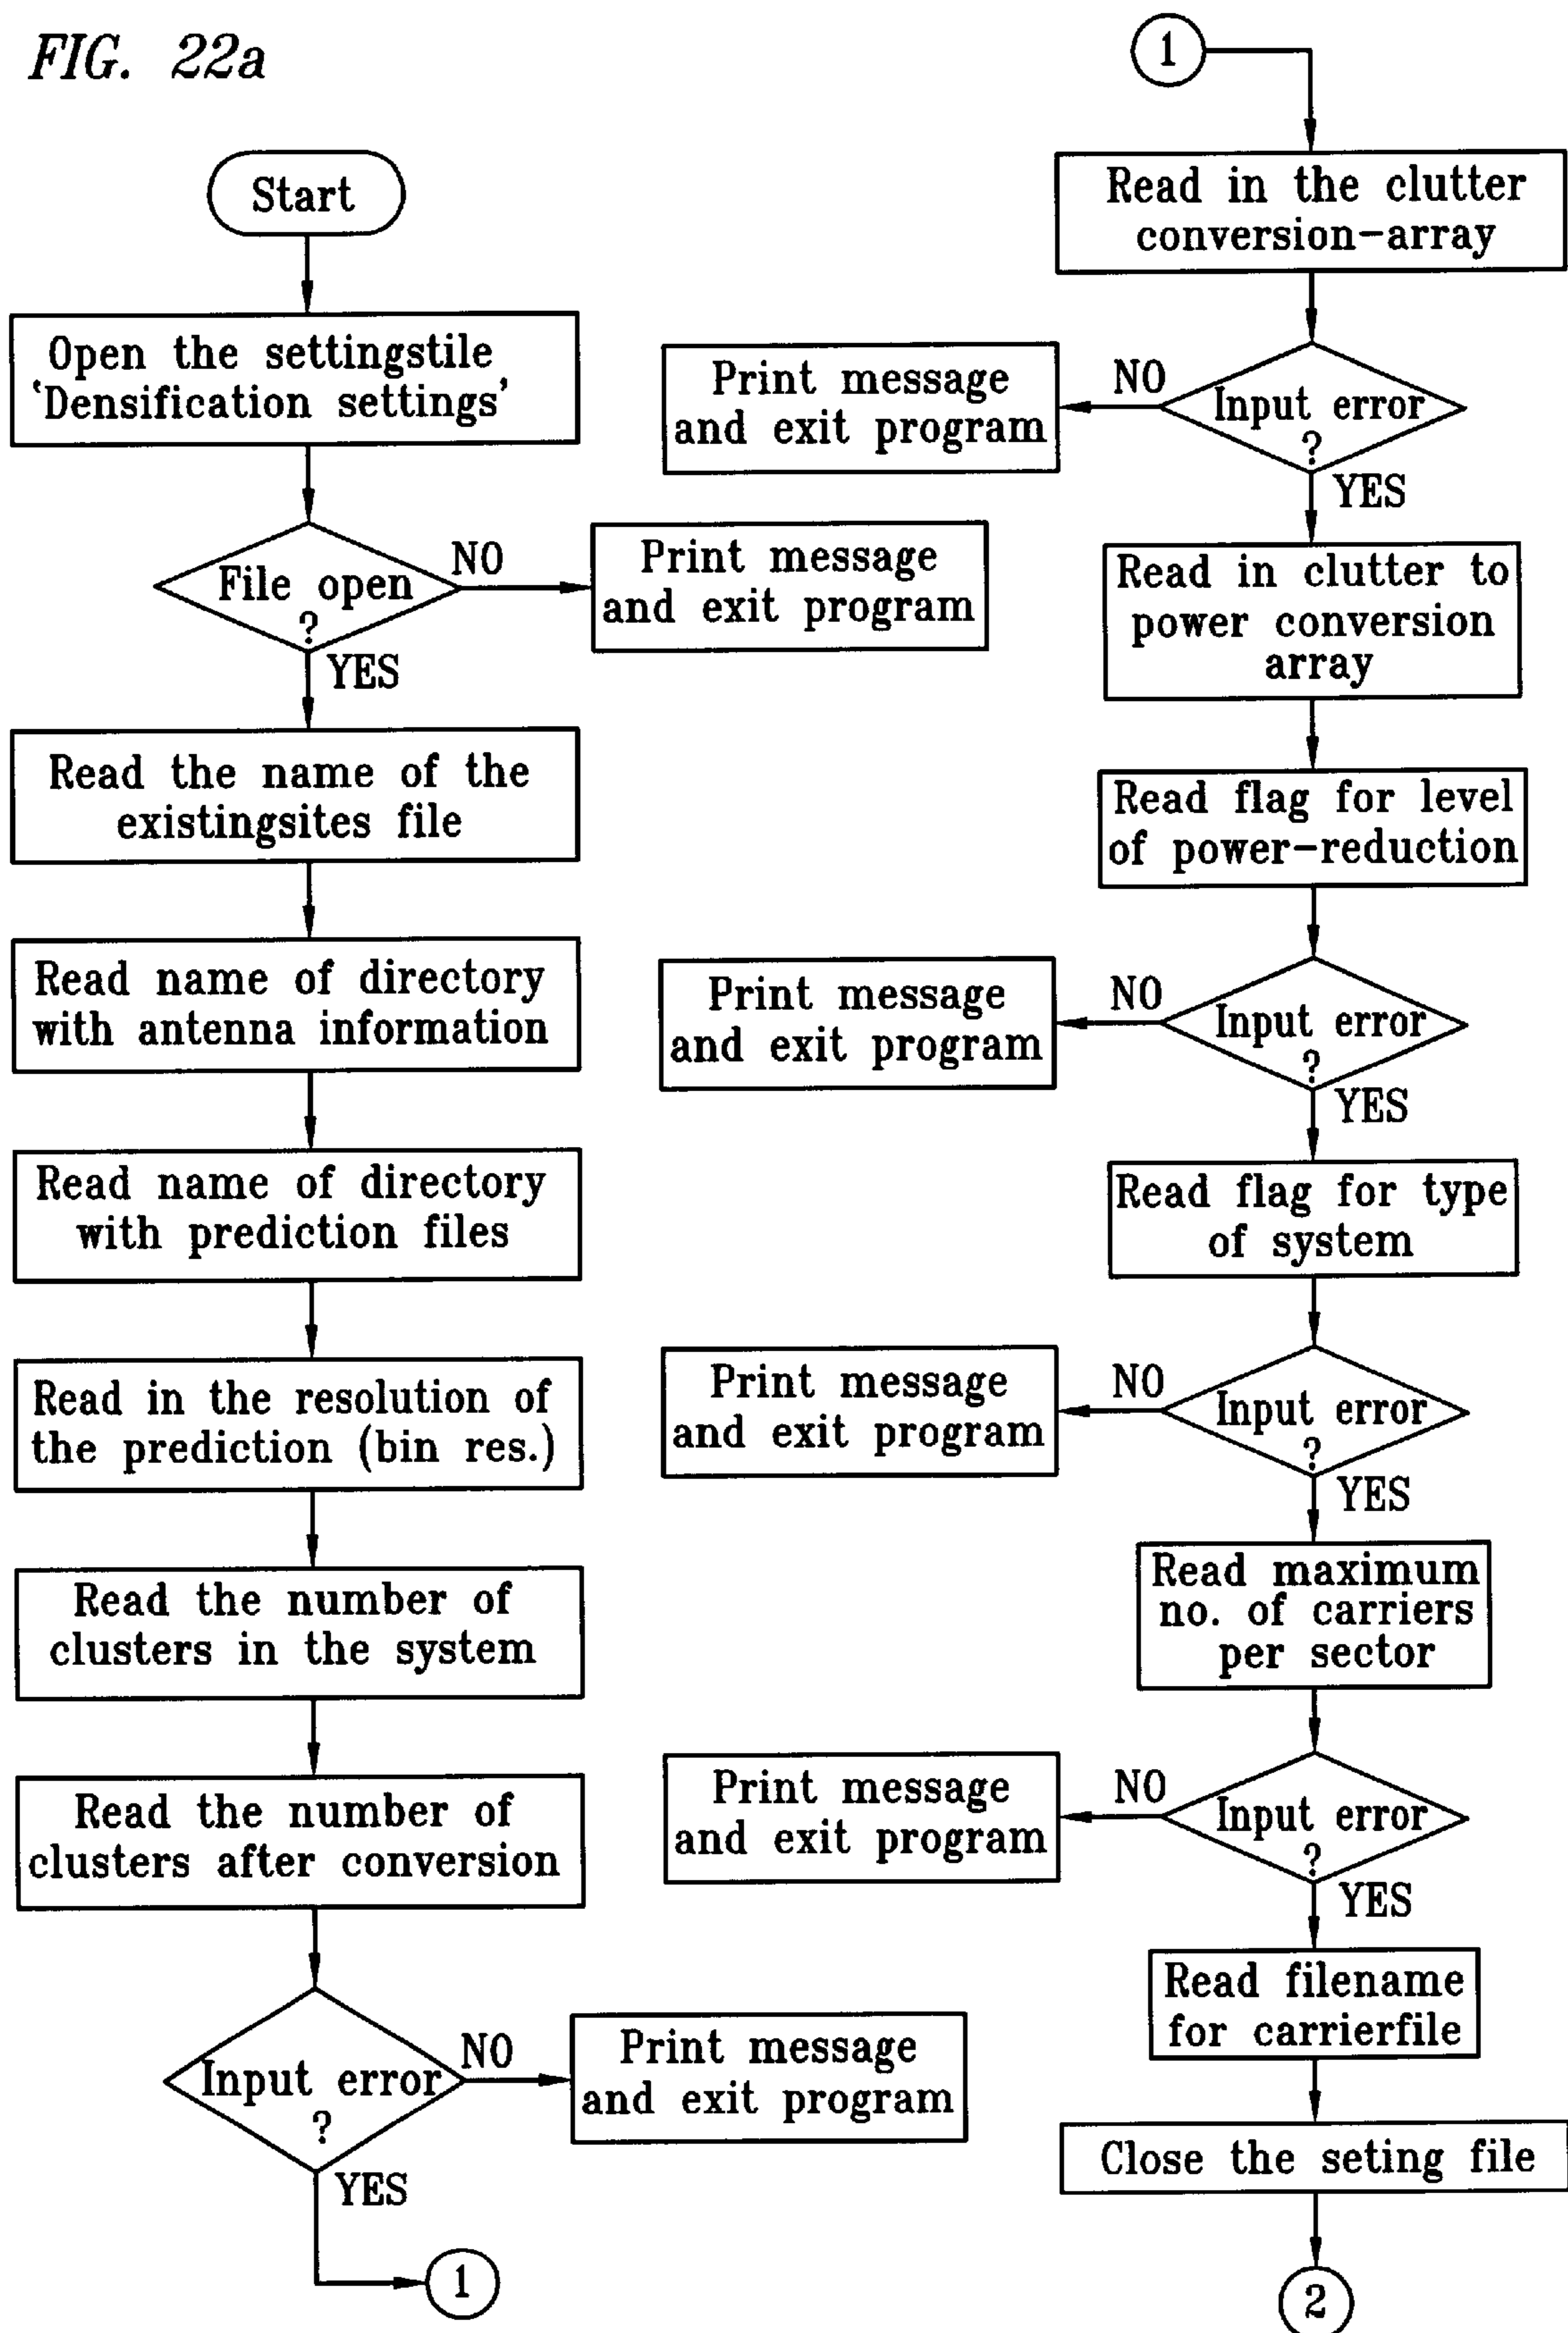 FIG. 22a
Start
Open the settingstile
‘Densification settings’
File open
?
NO
Print message
and exit program
YES
Read the name of the
existingsites file
Read name of directory
with antenna information
Read name of directory
with prediction files
Read in the resolution of
the prediction (bin res.)
Read the number of
clusters in the system
Read the number of
clusters after conversion
Input error
?
NO
Print message
and exit program
YES
1
1
Read in the clutter
conversion-array
Input error
?
NO
Print message
and exit program
YES
Read in clutter to
power conversion
array
Read flag for level
of power-reduction
Input error
?
NO
Print message
and exit program
YES
Read flag for type
of system
Input error
?
NO
Print message
and exit program
YES
Read maximum
no. of carriers
per sector
Input error
?
NO
Print message
and exit program
YES
Read filename
for carrierfile
Close the seting file
2